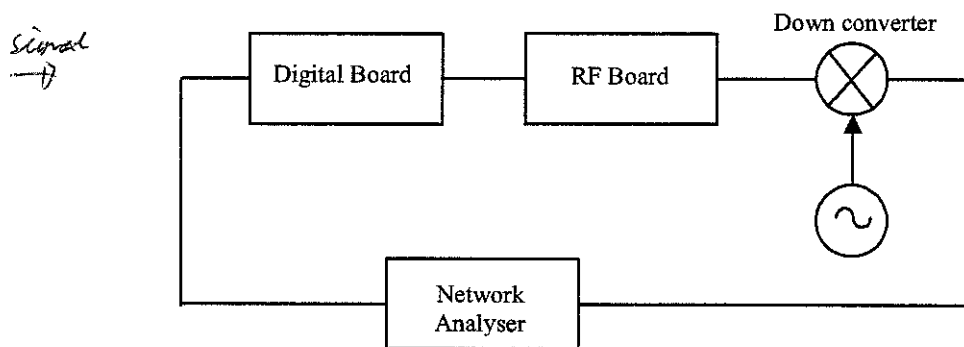 Down converter
signal
Digital Board
RF Board
Network
Analyser